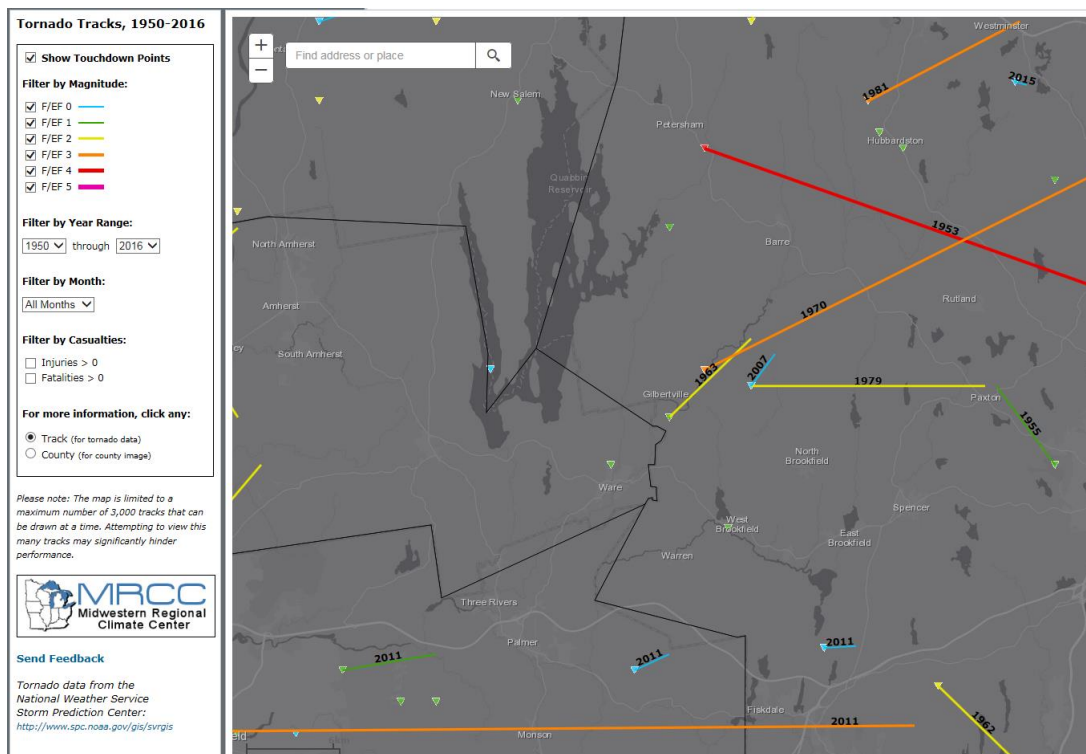 Tornado Tracks, 1950-2016
Show Touchdown Points
Filter by Magnitude:
F/EF 0
F/EF 1
F/EF 2
F/EF 3
F/EF 4
F/EF 5
Filter by Year Range:
1950 through 2016
Filter by Month:
All Months
Filter by Casualties:
Injuries > 0
Fatalities > 0
For more information, click any:
Track (for tornado data)
County (for county image)
Please note: The map is limited to a
maximum number of 3,000 tracks that can
be drawn at a time. Attempting to view this
many tracks may significantly hinder
performance.
MRCC
Midwestern Regional
Climate Center
Send Feedback
Tornado data from the
National Weather Service
Storm Prediction Center:
http://www.spc.noaa.gov/gis/svrgis
+
−
Find address or place
Westminster
2015
1981
New Salem
Petersham
Hubbardston
Quabbin
Reservoir
1953
North Amherst
Barre
Amherst
Rutland
1970
South Amherst
1963
2007
1979
Gilbertville
Paxton
1955
North
Brookfield
Ware
Spencer
West
Brookfield
East
Brookfield
Warren
Three Rivers
Palmer
2011
2011
2011
Fiskdale
2011
1962
Monson